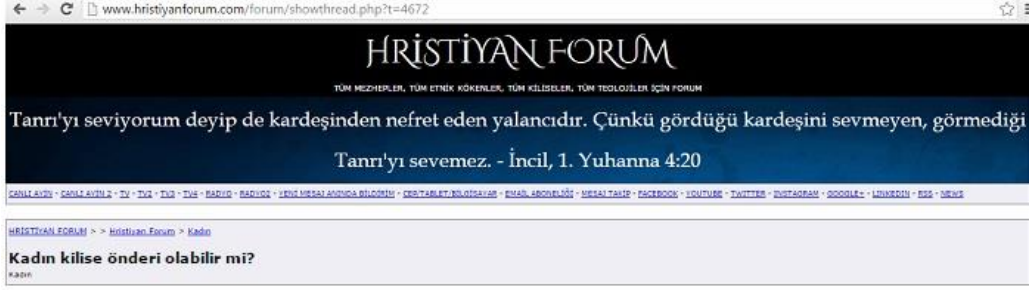 www.hristiyanforum.com/forum/showthread.php?t=4672
HRİSTİYAN FORUM
TÜM MEZHEPLER, TÜM ETNİK KÖKENLER, TÜM KİLİSELER, TÜM TEOLOJİLER İÇİN FORUM
Tanrı'yı seviyorum deyip de kardeşinden nefret eden yalancıdır. Çünkü gördüğü kardeşini sevmeyen, görmediği
Tanrı'yı sevemez. - İncil, 1. Yuhanna 4:20
CANLI AYİN - CANLI AYİN 2 - TV - TV2 - TV3 - TV4 - RADYO - RADYO2 - YENİ MESAJ ANINDA BİLDİRİM - CEP/TABLET/BİLGİSAYAR - EMAIL ABONELİĞİ - MESAJ TAKİP - FACEBOOK - YOUTUBE - TWITTER - INSTAGRAM - GOOGLE+ - LINKEDIN - RSS - NEWS
HRİSTİYAN FORUM > > Hristiyan Forum > Kadın
Kadın kilise önderi olabilir mi?
Kadın